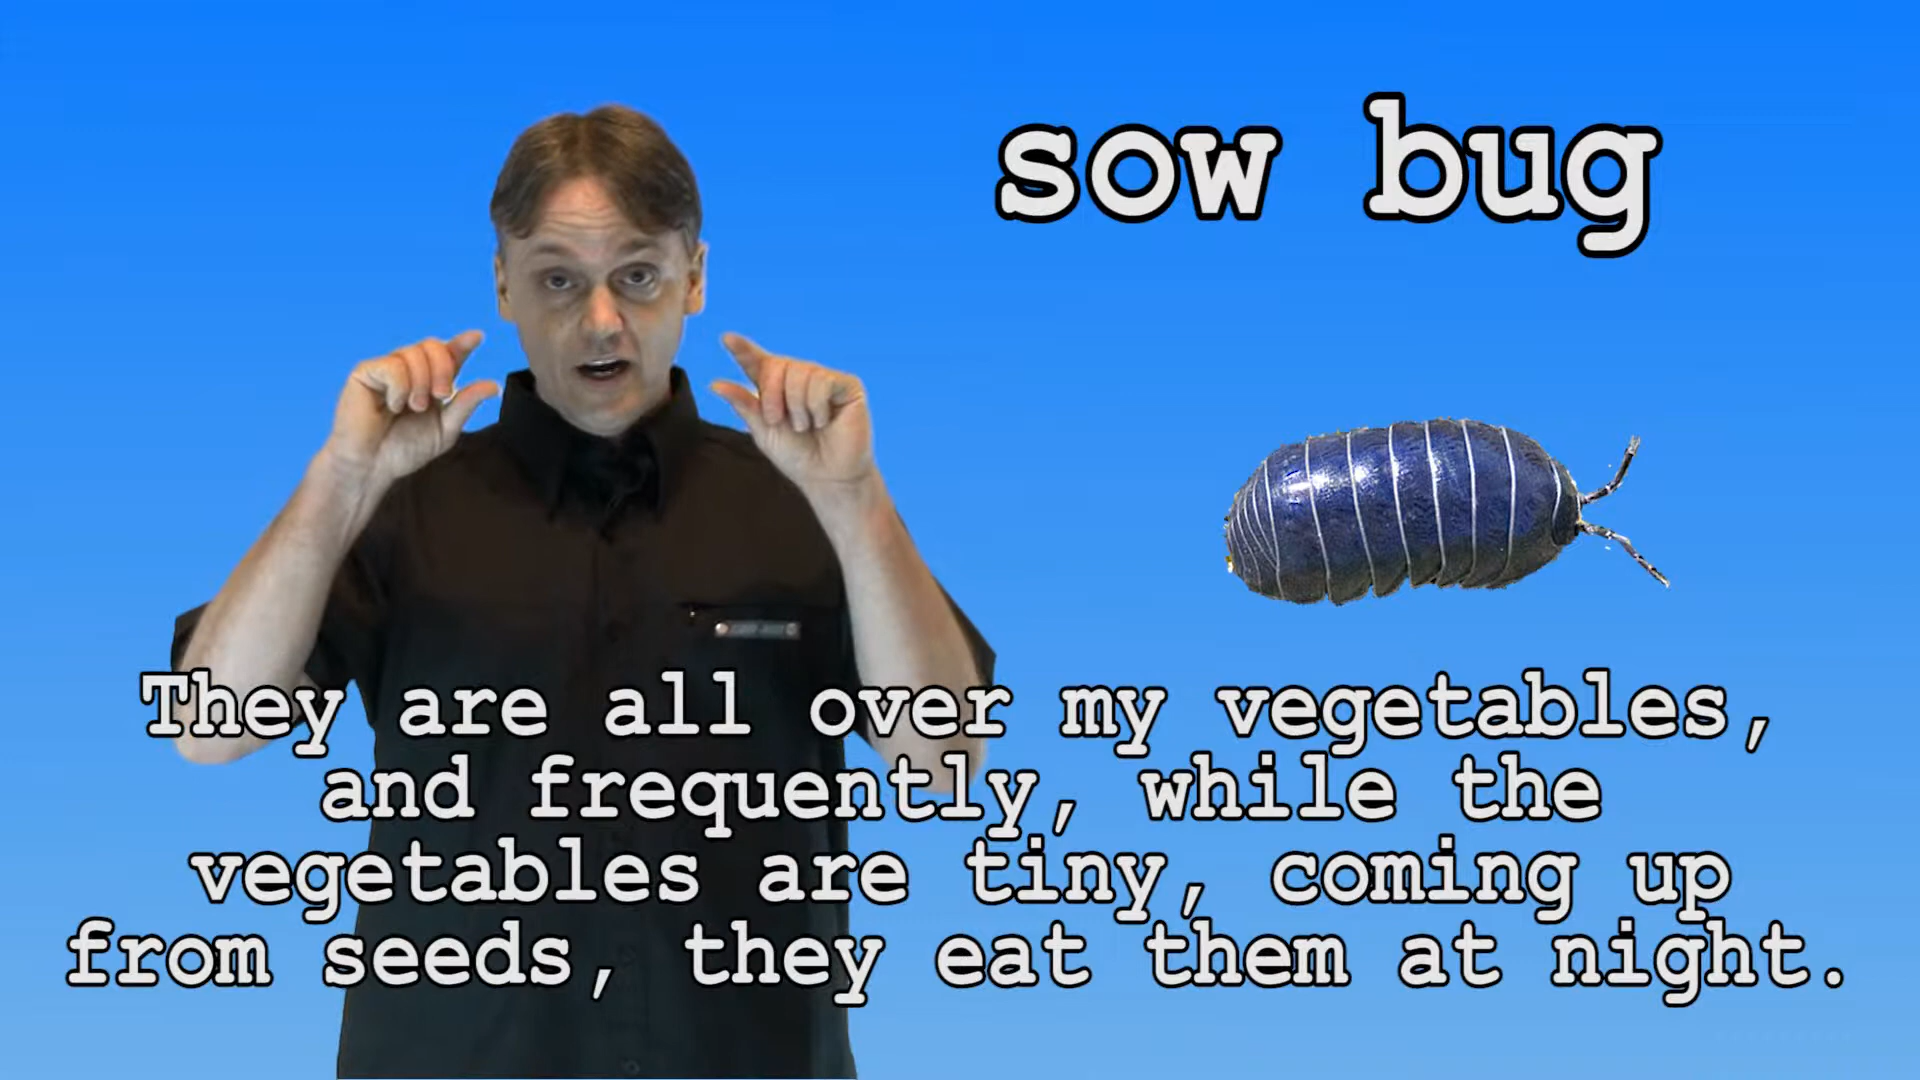 sow bug
They are all over my vegetables,
and frequently, while the
vegetables are tiny, coming up
from seeds, they eat them at night.